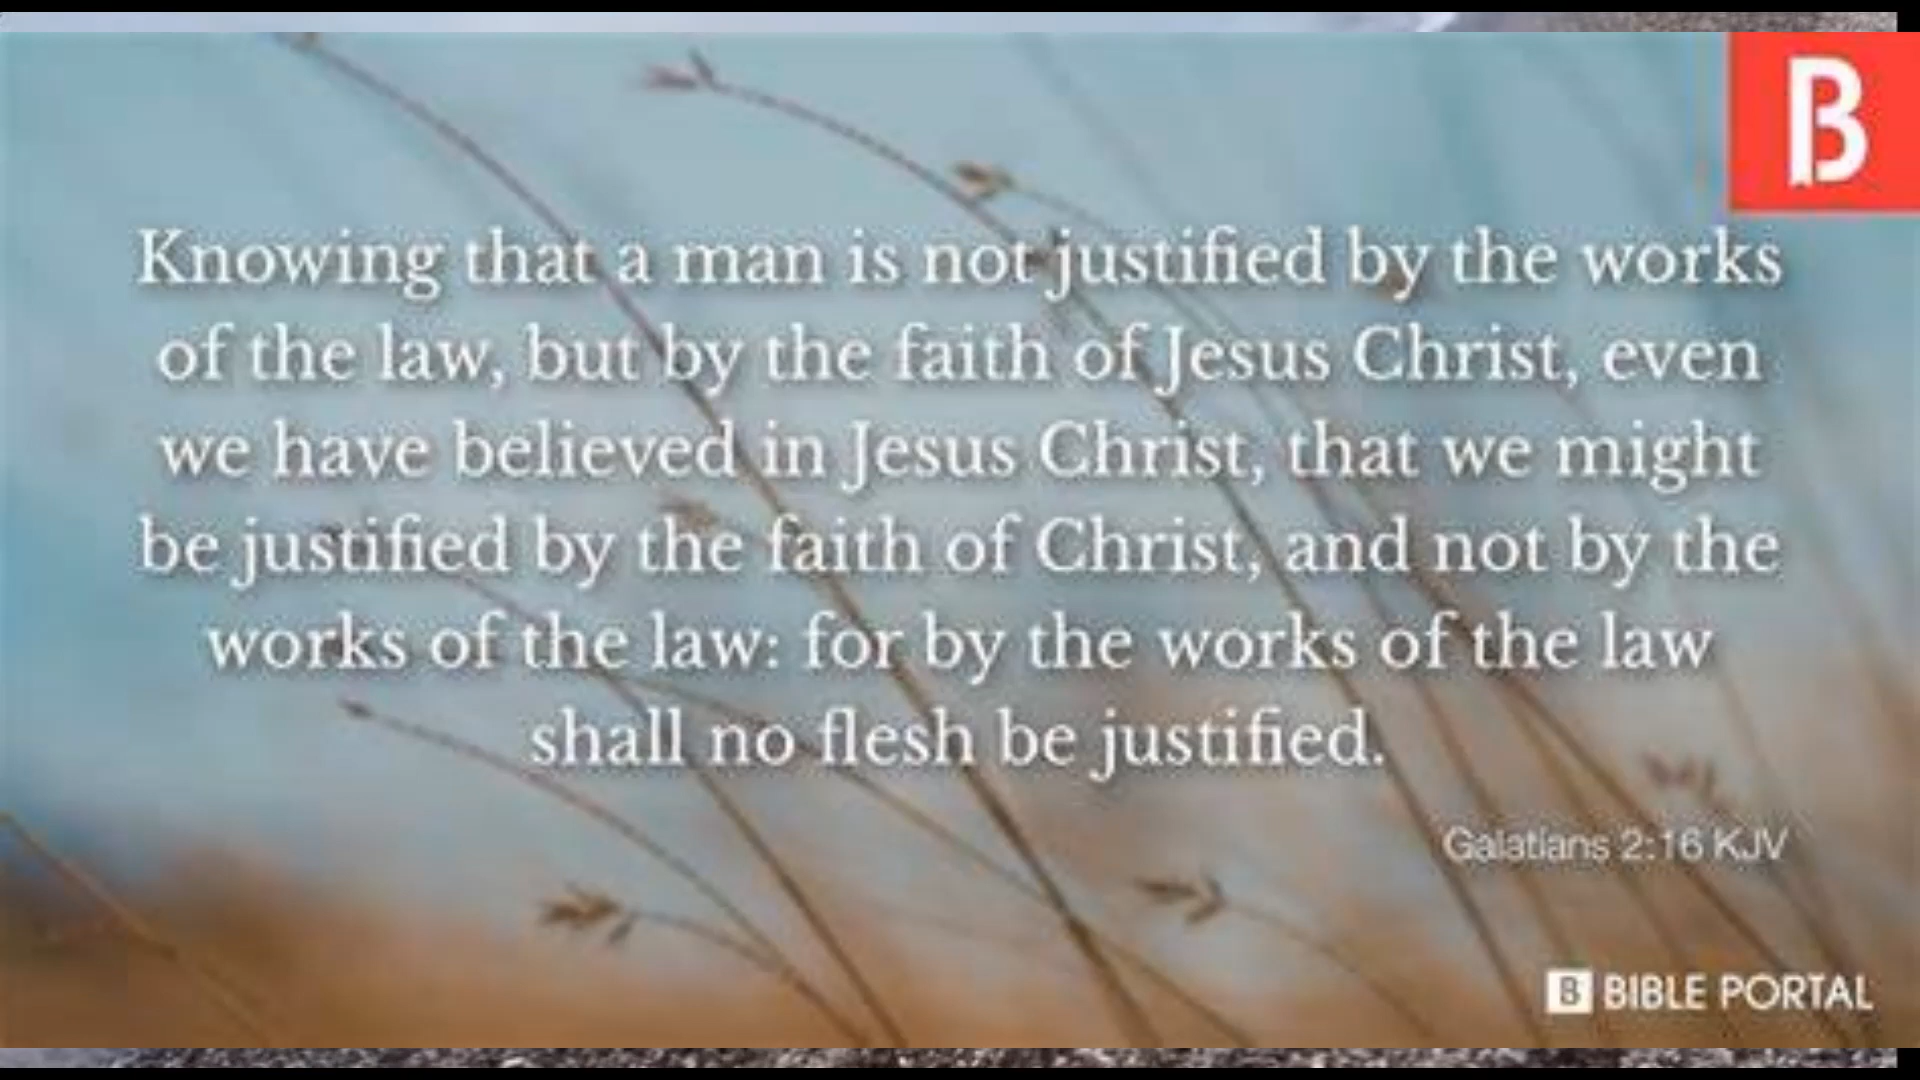 B
Knowing that a man is not justified by the works
of the law, but by the faith of Jesus Christ, even
we have believed in Jesus Christ, that we might
be justified by the faith of Christ, and not by the
works of the law: for by the works of the law
shall no flesh be justified.
Galatians 2:16 KJV
B BIBLE PORTAL